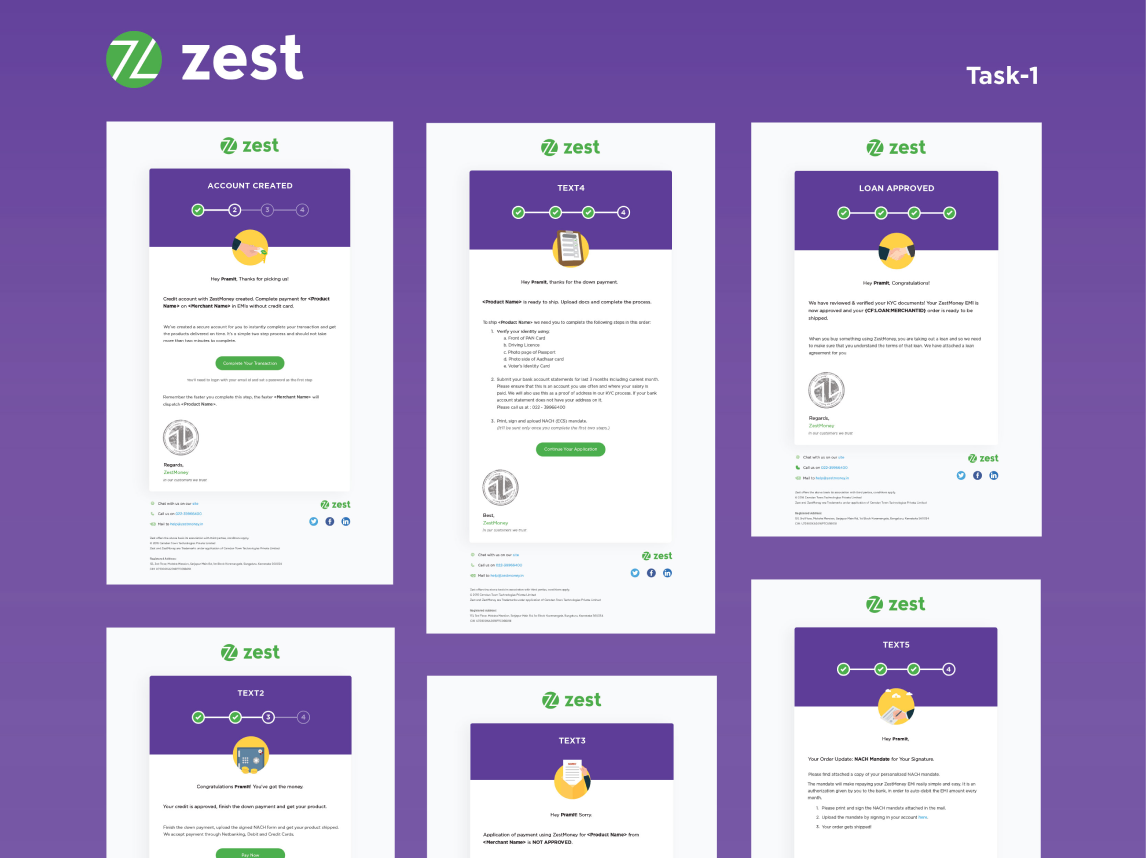 zest
Task-1
zest
ACCOUNT CREATED
2
3
4
Hey Pramit, Thanks for picking us!
Credit account with ZestMoney created. Complete payment for <Product
Name> on <Merchant Name> in EMIs without credit card.
We've created a secure account for you to instantly complete your transaction and get
the products delivered on time. It's a simple two step process and should not take
more than two minutes to complete.
Complete Your Transaction
You'll need to login with your email id and set a password as the first step.
Remember the faster you complete this step, the faster <Merchant Name> will
dispatch <Product Name>.
Regards,
ZestMoney
In our customers we trust
Chat with us on our site
Call us on 022-39966400
Mail to help@zestmoney.in
zest
Registered Address:
zest
TEXT4
4
Hey Pramit, thanks for the down payment.
<Product Name> is ready to ship. Upload docs and complete the process.
To ship <Product Name> we need you to complete the following steps in this order:
1. Verify your identity using:
a. Front of PAN Card
b. Driving Licence
c. Photo page of Passport
d. Photo side of Aadhaar card
e. Voter's Identity Card
2. Submit your bank account statements for last 3 months including current month.
Please ensure that this is an account you use often and where your salary is
paid. We will also use this as a proof of address in our KYC process. If your bank
account statement does not have your address on it.
Please call us at : 022 - 39966400
3. Print, sign and upload NACH (ECS) mandate.
(It'll be sent only once you complete the first two steps.)
Continue Your Application
Best,
ZestMoney
In our customers we trust
Chat with us on our site
Call us on 022-39966400
Mail to help@zestmoney.in
zest
Registered Address:
zest
LOAN APPROVED
Hey Pramit, Congratulations!
We have reviewed & verified your KYC documents! Your ZestMoney EMI is
now approved and your {CF:LOAN:MERCHANTID} order is ready to be
shipped.
When you buy something using ZestMoney, you are taking out a loan and so we need
to make sure that you understand the terms of that loan. We have attached a loan
agreement for you.
Regards,
ZestMoney
In our customers we trust
Chat with us on our site
Call us on 022-39966400
Mail to help@zestmoney.in
zest
Registered Address:
zest
TEXT2
3
4
Congratulations Pramit! You've got the money
Your credit is approved, finish the down payment and get your product.
Finish the down payment, upload the signed NACH form and get your product shipped.
We accept payment through Netbanking, Debit and Credit Cards.
Pay Now
zest
TEXT3
Hey Pramit! Sorry.
Application of payment using ZestMoney for <Product Name> from
<Merchant Name> is NOT APPROVED.
zest
TEXT5
4
Hey Pramit,
Your Order Update: NACH Mandate for Your Signature.
Please find attached a copy of your personalised NACH mandate.
The mandate will make repaying your ZestMoney EMI really simple and easy, it is an
authorization given by you to the bank, in order to auto debit the EMI amount every
month.
1. Please print and sign the NACH mandate attached in the mail.
2. Upload the mandate by signing in your account here.
3. Your order gets shipped!